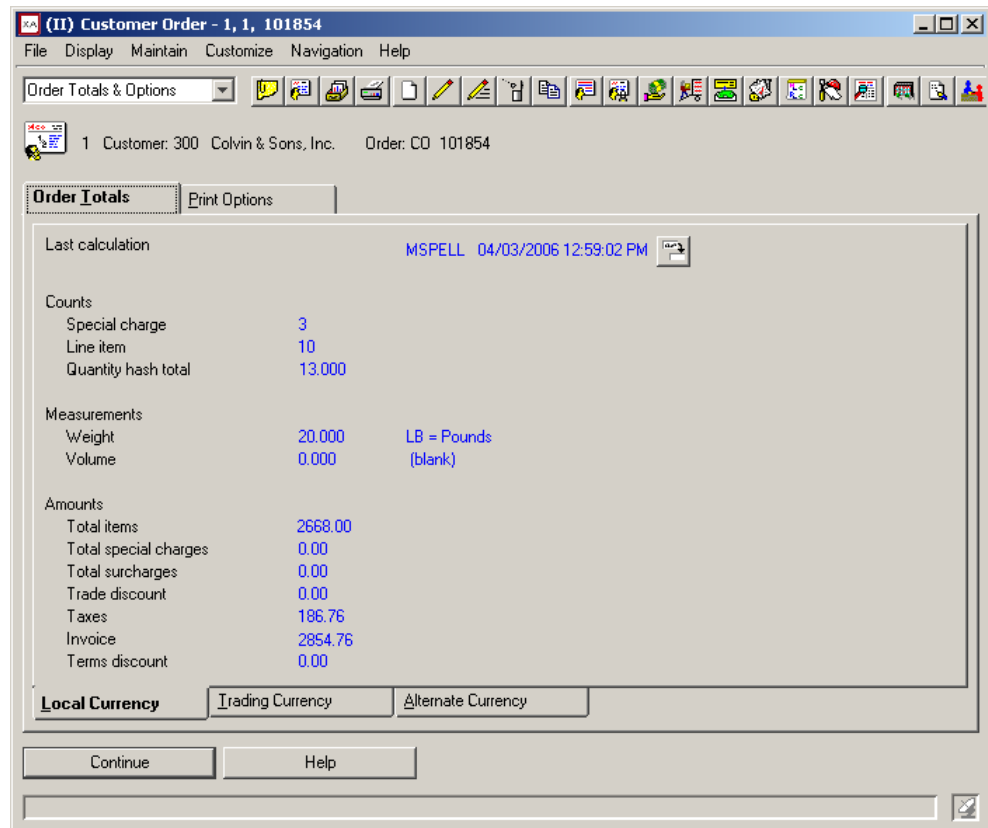 XA (II) Customer Order - 1, 1, 101854
File Display Maintain Customize Navigation Help
Order Totals & Options
1 Customer: 300 Colvin & Sons, Inc. Order: CO 101854
Order Totals Print Options
Last calculation MSPELL 04/03/2006 12:59:02 PM
Counts
Special charge 3
Line item 10
Quantity hash total 13.000
Measurements
Weight 20.000 LB = Pounds
Volume 0.000 (blank)
Amounts
Total items 2668.00
Total special charges 0.00
Total surcharges 0.00
Trade discount 0.00
Taxes 186.76
Invoice 2854.76
Terms discount 0.00
Local Currency Trading Currency Alternate Currency
Continue Help